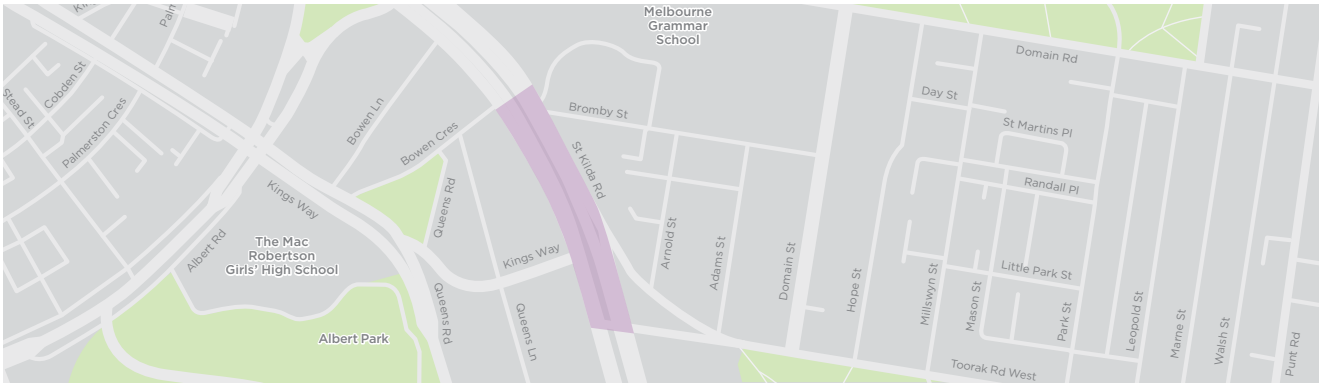 King
Palm
Melbourne
Grammar
School
Domain Rd
Cobden St
Stead St
Palmerston Cres
Bowen Ln
Bowen Cres
Bromby St
Day St
St Martins Pl
St Kilda Rd
Randall Pl
Kings Way
Queens Rd
Albert Rd
The Mac
Robertson
Girls' High School
Kings Way
Arnold St
Adams St
Domain St
Hope St
Millswyn St
Mason St
Little Park St
Park St
Leopold St
Marne St
Walsh St
Punt Rd
Queens Rd
Queens Ln
Albert Park
Toorak Rd West